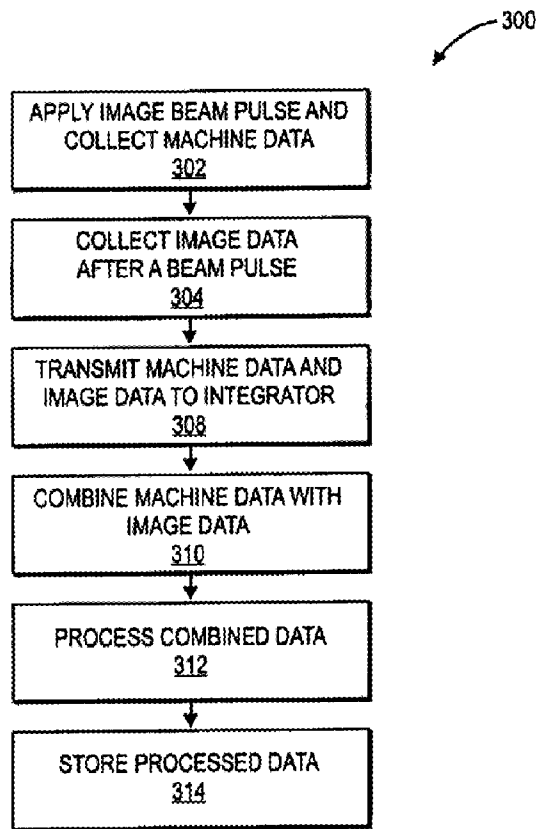 300
APPLY IMAGE BEAM PULSE AND
COLLECT MACHINE DATA
302
COLLECT IMAGE DATA
AFTER A BEAM PULSE
304
TRANSMIT MACHINE DATA AND
IMAGE DATA TO INTEGRATOR
308
COMBINE MACHINE DATA WITH
IMAGE DATA
310
PROCESS COMBINED DATA
312
STORE PROCESSED DATA
314